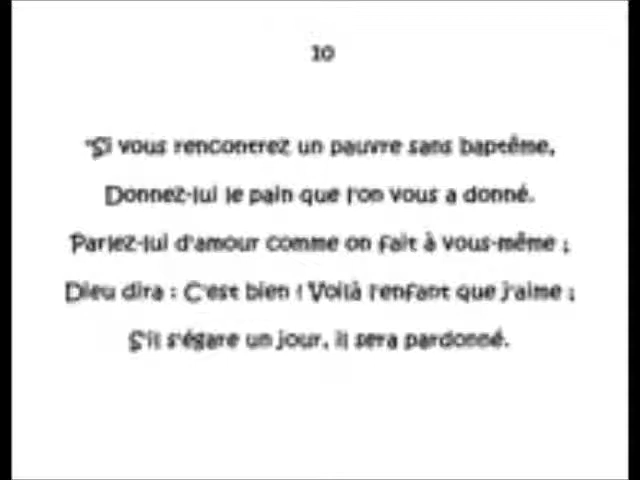 10
"Si vous rencontrez un pauvre sans baptême,
Donnez-lui le pain que l'on vous a donné.
Parlez-lui d'amour comme on fait à vous-même ;
Dieu dira : C'est bien ! Voilà l'enfant que j'aime ;
S'il s'égare un jour, il sera pardonné.